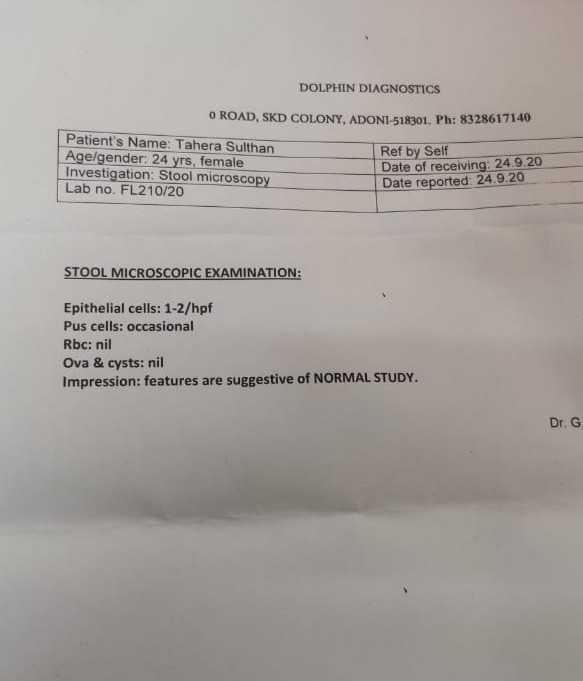 DOLPHIN DIAGNOSTICS
0 ROAD, SKD COLONY, ADONI-518301. Ph: 8328617140
Patient's Name: Tahera Sulthan
Ref by Self
Age/gender: 24 yrs, female
Date of receiving: 24.9.20
Investigation: Stool microscopy
Date reported: 24.9.20
Lab no. FL210/20
STOOL MICROSCOPIC EXAMINATION:
Epithelial cells: 1-2/hpf
Pus cells: occasional
Rbc: nil
Ova & cysts: nil
Impression: features are suggestive of NORMAL STUDY.
Dr. G.